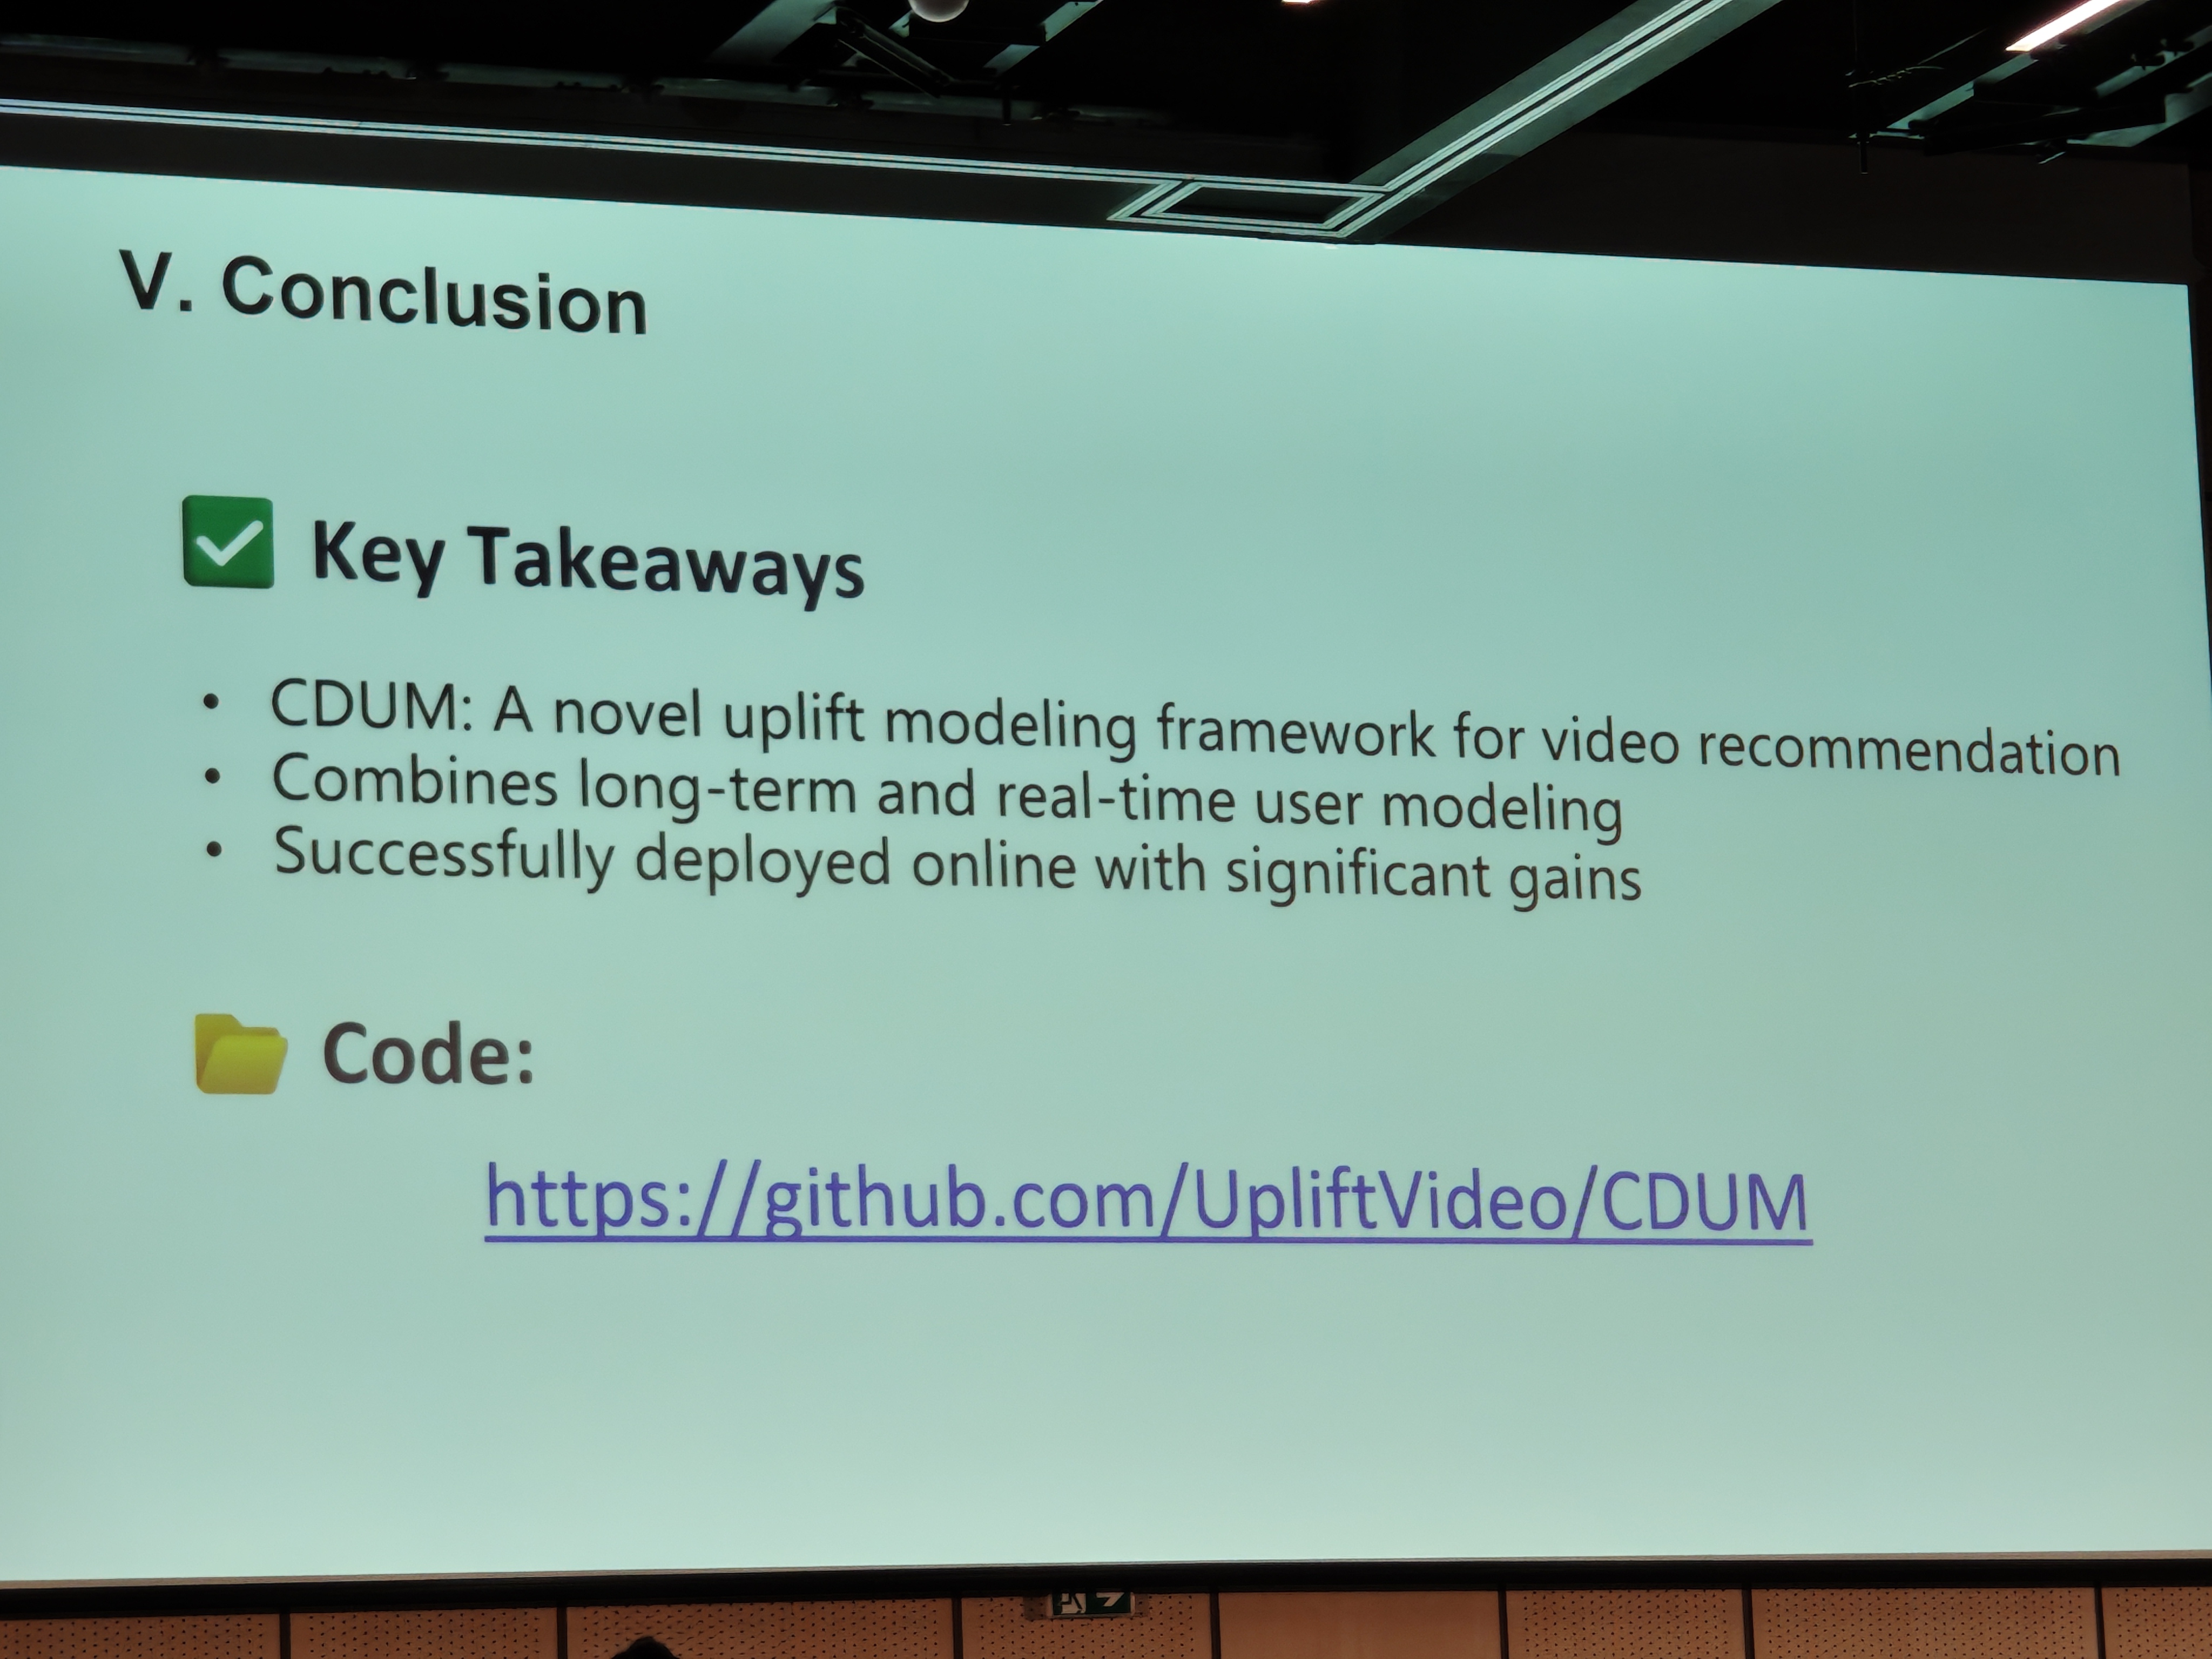 V. Conclusion
Key Takeaways
• CDUM: A novel uplift modeling framework for video recommendation
• Combines long-term and real-time user modeling
• Successfully deployed online with significant gains
Code:
https://github.com/UpliftVideo/CDUM